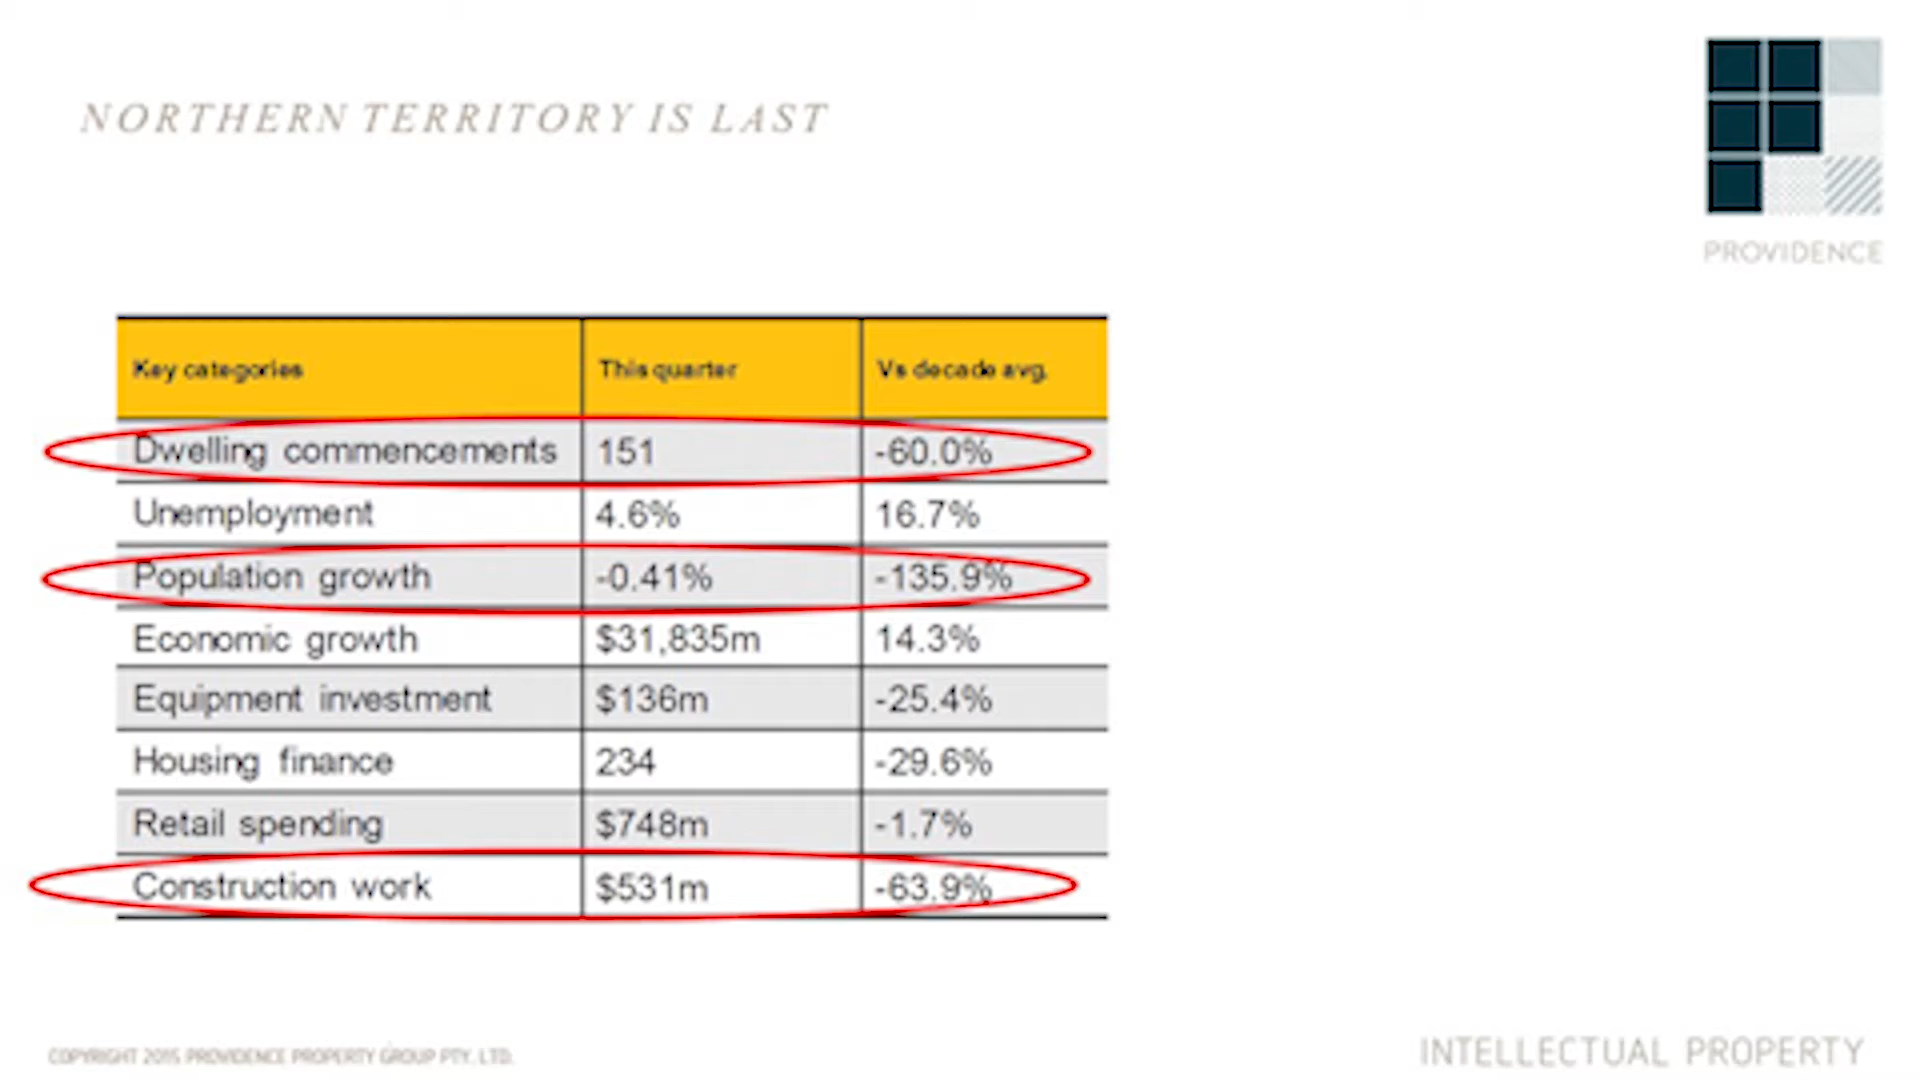 NORTHERN TERRITORY IS LAST
PROVIDENCE
Key categories This quarter Vs decade avg.
Dwelling commencements 151 -60.0%
Unemployment 4.6% 16.7%
Population growth -0.41% -135.9%
Economic growth $31,835m 14.3%
Equipment investment $136m -25.4%
Housing finance 234 -29.6%
Retail spending $748m -1.7%
Construction work $531m -63.9%
COPYRIGHT 2015 PROVIDENCE PROPERTY GROUP PTY. LTD.
INTELLECTUAL PROPERTY